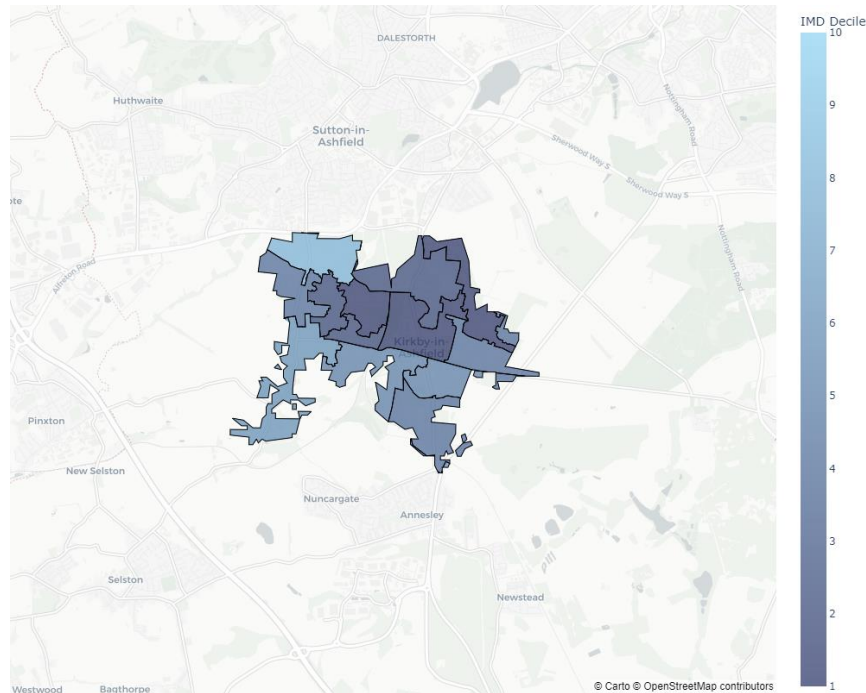 IMD Decile
10
9
8
7
6
5
4
3
2
1
DALESTORTH
Huthwaite
Sutton-in-
Ashfield
Nottingham Road
Sherwood Way S
Sherwood Way S
ote
Alfreton Road
Nottingham Road
Kirkby-in-
Ashfield
Pinxton
New Selston
Nuncargate
Annesley
Selston
Newstead
Westwood
Bagthorpe
© Carto © OpenStreetMap contributors